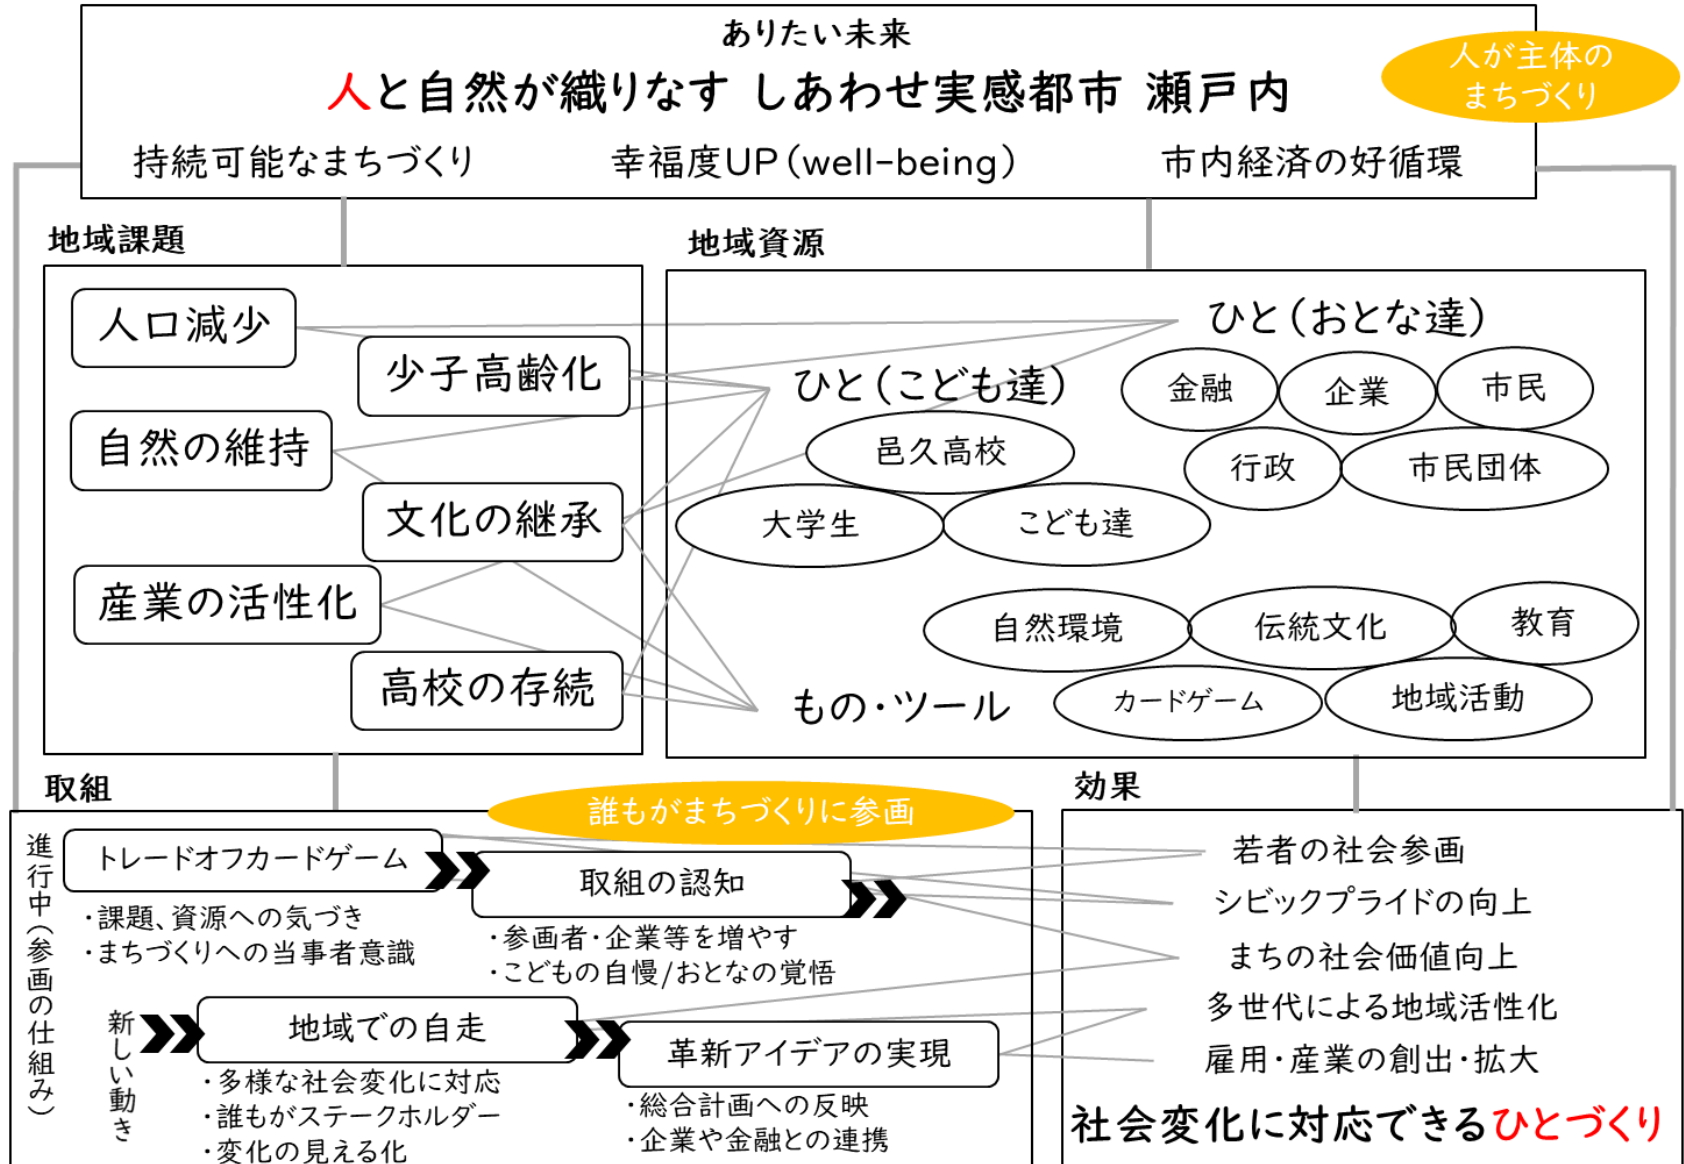 ありたい未来
人と自然が織りなす しあわせ実感都市 瀬戸内
人が主体の
まちづくり
持続可能なまちづくり 幸福度UP(well-being) 市内経済の好循環
地域課題
人口減少
少子高齢化
自然の維持
文化の継承
産業の活性化
高校の存続
地域資源
ひと(おとな達)
金融 企業 市民
行政 市民団体
ひと(こども達)
邑久高校
大学生 こども達
自然環境 伝統文化 教育
もの・ツール
カードゲーム 地域活動
取組
誰もがまちづくりに参画
進行中(参画の仕組み)
トレードオフカードゲーム
・課題、資源への気づき
・まちづくりへの当事者意識
取組の認知
・参画者・企業等を増やす
・こどもの自慢/おとなの覚悟
新しい動き
地域での自走
・多様な社会変化に対応
・誰もがステークホルダー
・変化の見える化
革新アイデアの実現
・総合計画への反映
・企業や金融との連携
効果
若者の社会参画
シビックプライドの向上
まちの社会価値向上
多世代による地域活性化
雇用・産業の創出・拡大
社会変化に対応できるひとづくり